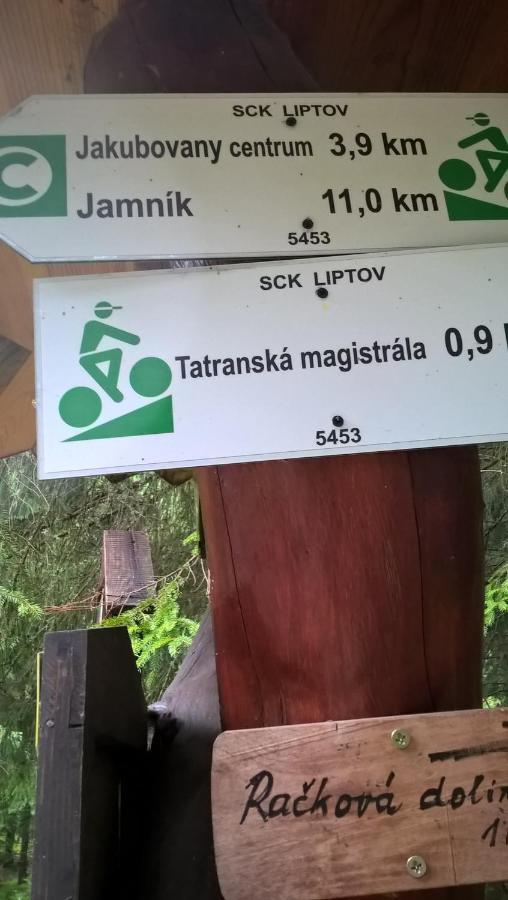 SCK LIPTOV
C
Jakubovany centrum 3,9 km
Jamník 11,0 km
5453
SCK LIPTOV
Tatranská magistrála 0,9
5453
Račková